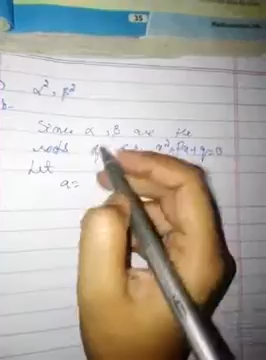 35
α², β²
Since α, β are the
roots of x²+Px+q=0
Let
a=